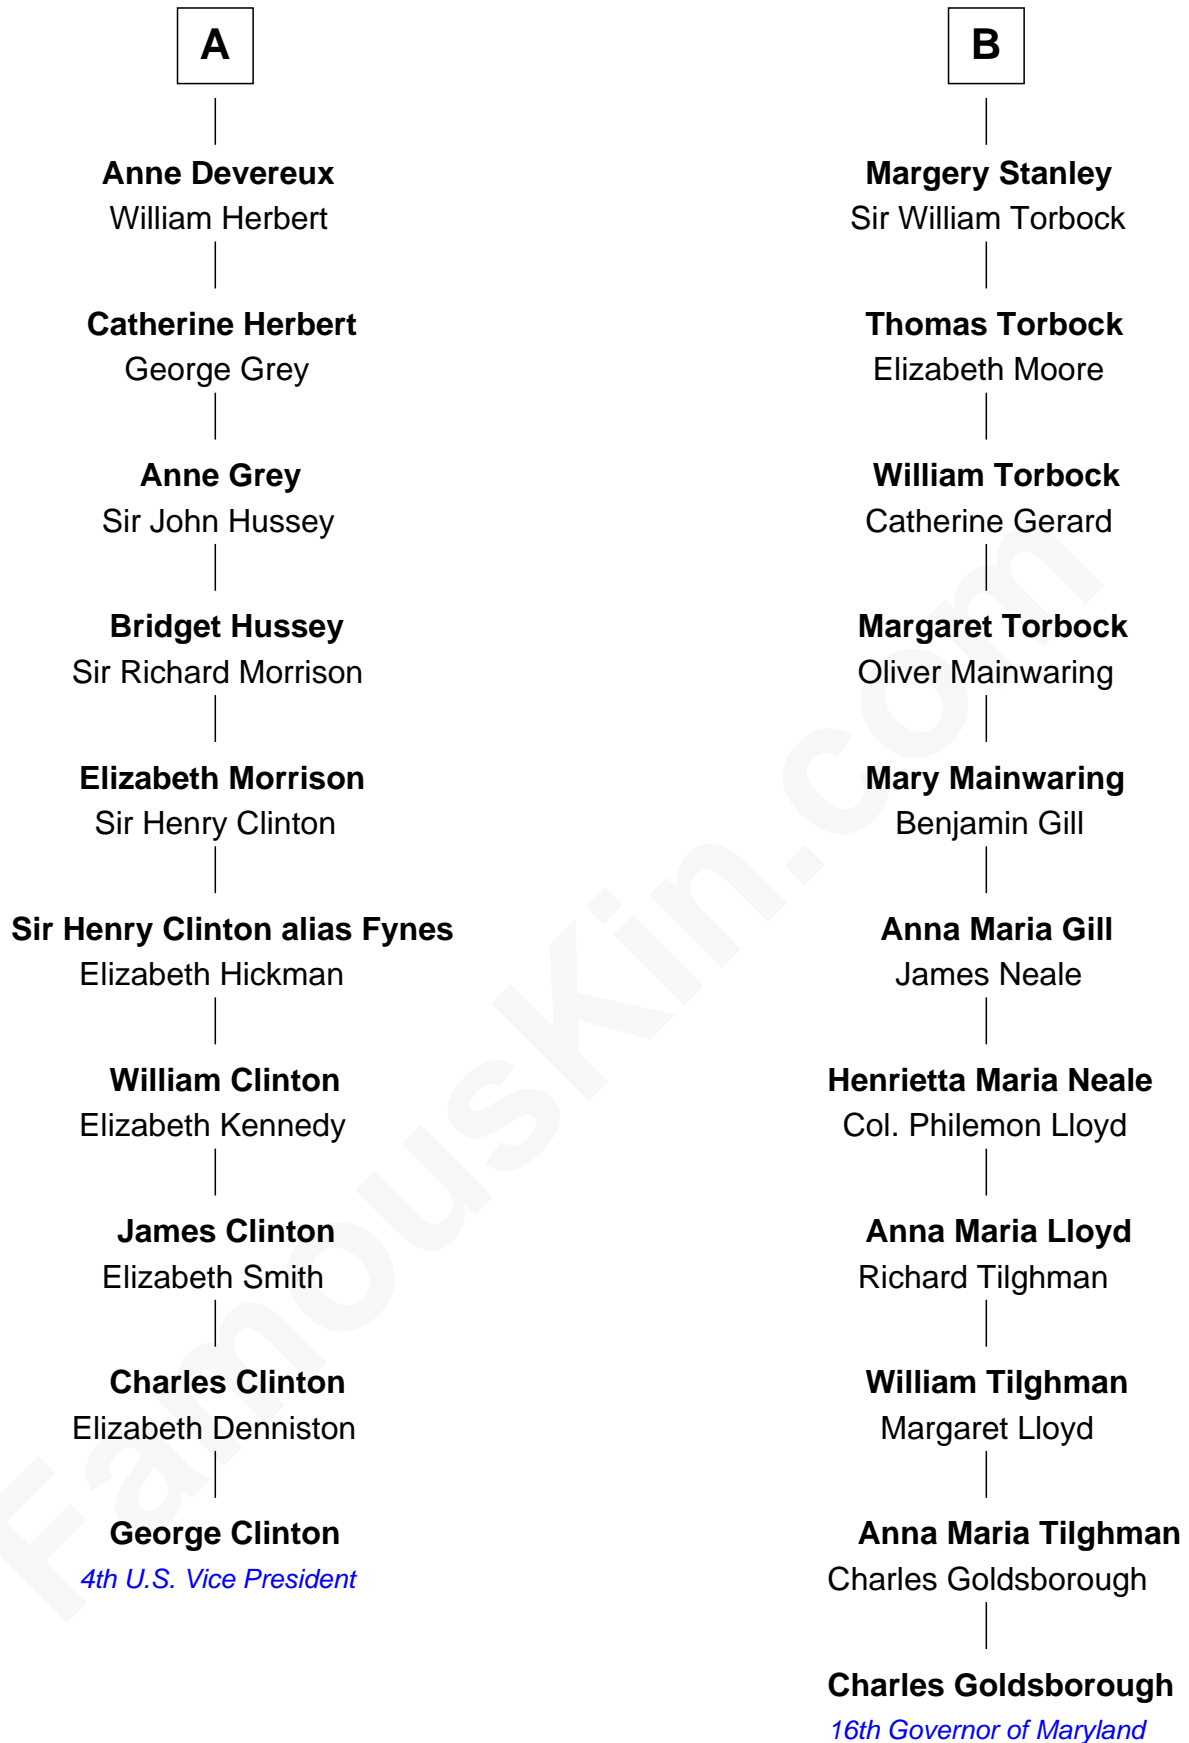 A
Anne Devereux
William Herbert
Catherine Herbert
George Grey
Anne Grey
Sir John Hussey
Bridget Hussey
Sir Richard Morrison
Elizabeth Morrison
Sir Henry Clinton
Sir Henry Clinton alias Fynes
Elizabeth Hickman
William Clinton
Elizabeth Kennedy
James Clinton
Elizabeth Smith
Charles Clinton
Elizabeth Denniston
George Clinton
4th U.S. Vice President
B
Margery Stanley
Sir William Torbock
Thomas Torbock
Elizabeth Moore
William Torbock
Catherine Gerard
Margaret Torbock
Oliver Mainwaring
Mary Mainwaring
Benjamin Gill
Anna Maria Gill
James Neale
Henrietta Maria Neale
Col. Philemon Lloyd
Anna Maria Lloyd
Richard Tilghman
William Tilghman
Margaret Lloyd
Anna Maria Tilghman
Charles Goldsborough
Charles Goldsborough
16th Governor of Maryland
FamousKin.com